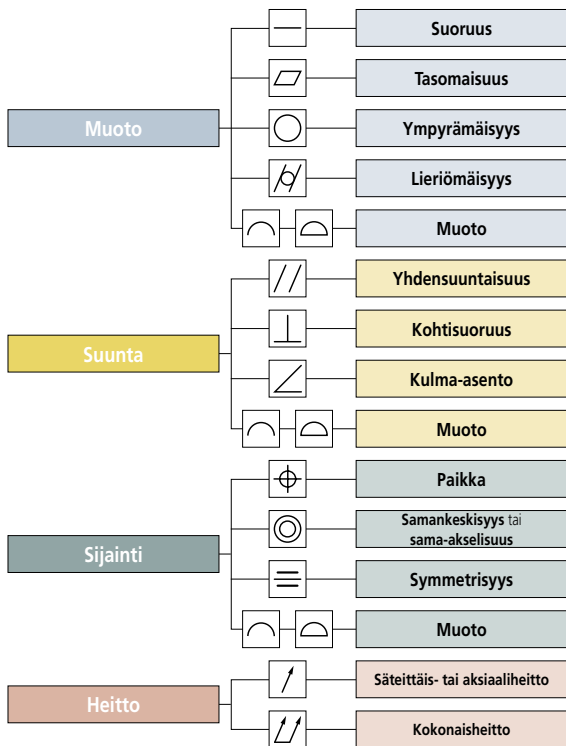 Muoto
Suoruus
Tasomaisuus
Ympyrämäisyys
Lieriömäisyys
Muoto
Suunta
Yhdensuuntaisuus
Kohtisuoruus
Kulma-asento
Muoto
Sijainti
Paikka
Samankeskisyys tai
sama-akselisuus
Symmetrisyys
Muoto
Heitto
Säteittäis- tai aksiaaliheitto
Kokonaisheitto